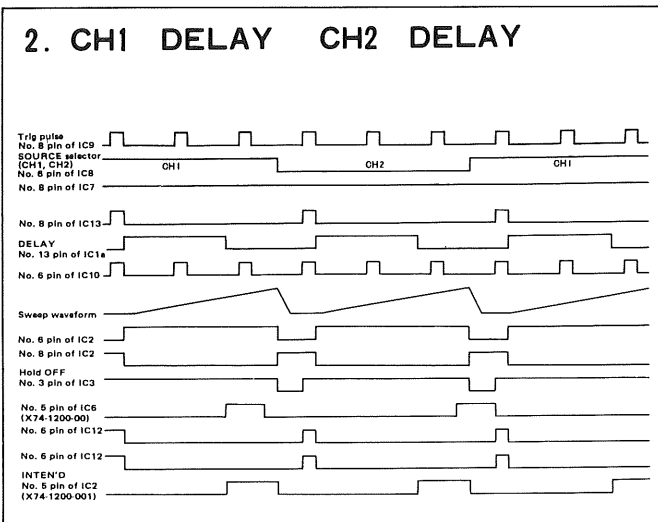 2. CH1 DELAY CH2 DELAY
Trig pulse
No. 8 pin of IC9
SOURCE selector
(CH1, CH2)
No. 6 pin of IC8
CH1
CH2
CH1
No. 8 pin of IC7
No. 8 pin of IC13
DELAY
No. 13 pin of IC1a
No. 6 pin of IC10
Sweep waveform
No. 6 pin of IC2
No. 8 pin of IC2
Hold OFF
No. 3 pin of IC3
No. 5 pin of IC6
(X74-1200-00)
No. 6 pin of IC12
No. 6 pin of IC12
INTEN'D
No. 5 pin of IC2
(X74-1200-001)